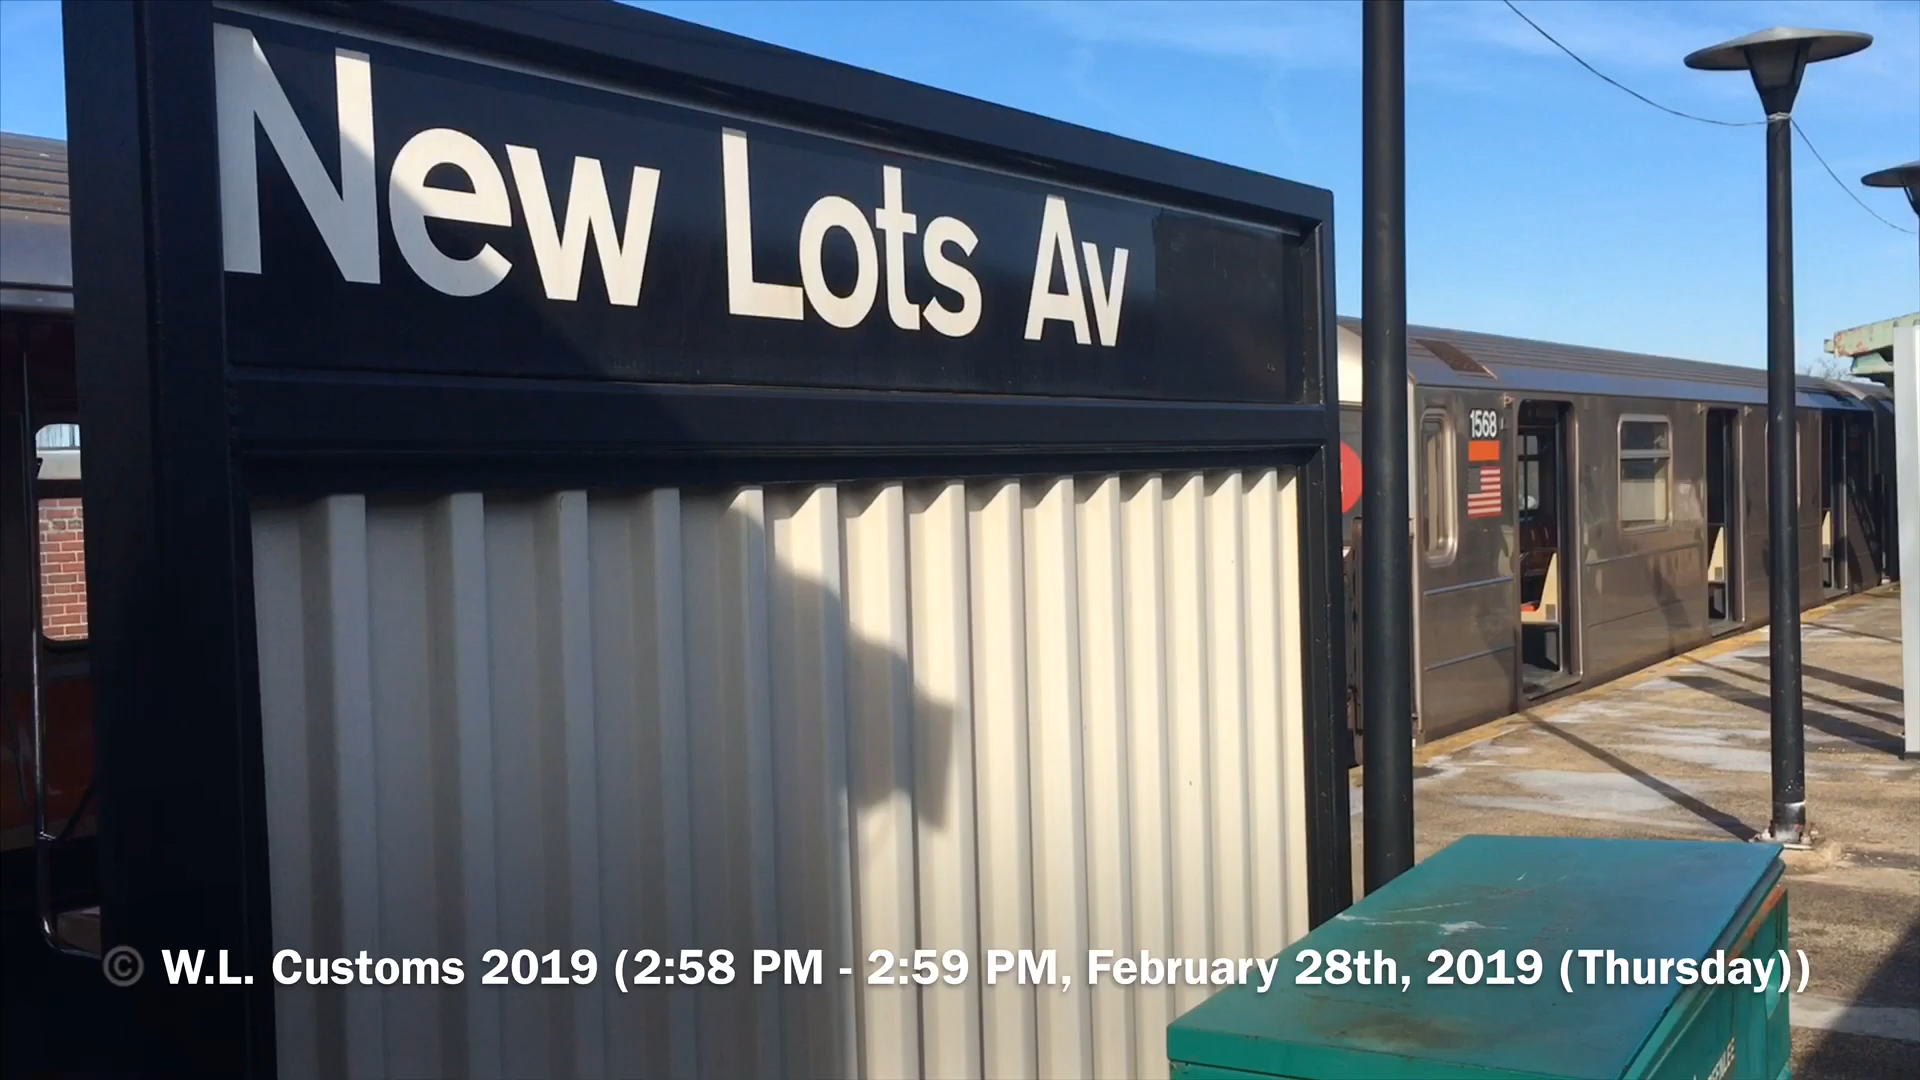 New Lots Av
1568
© W.L. Customs 2019 (2:58 PM - 2:59 PM, February 28th, 2019 (Thursday))